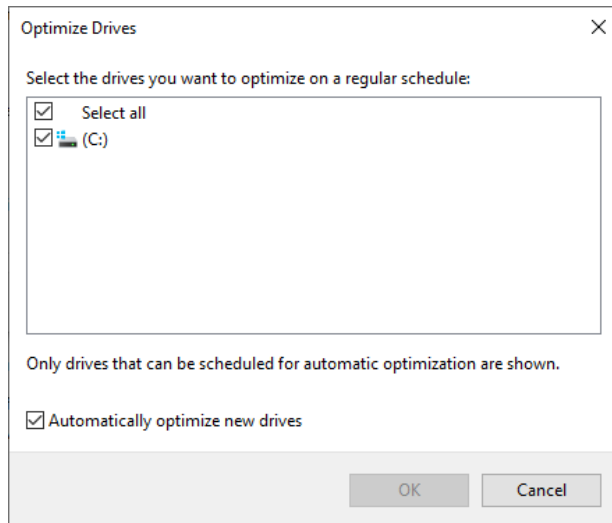 Optimize Drives
Select the drives you want to optimize on a regular schedule:
Select all
(C:)
Only drives that can be scheduled for automatic optimization are shown.
Automatically optimize new drives
OK Cancel